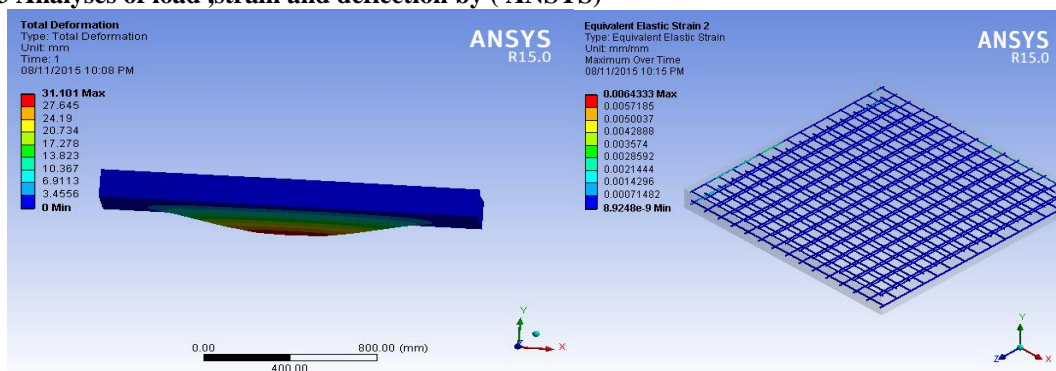 Analyses of load ,strain and deflection by ( ANSYS)
Total Deformation
Type: Total Deformation
Unit: mm
Time: 1
08/11/2015 10:08 PM
31.101 Max
27.645
24.19
20.734
17.278
13.823
10.367
6.9113
3.4556
0 Min
ANSYS
R15.0
Y
X
0.00
800.00 (mm)
400.00
Equivalent Elastic Strain 2
Type: Equivalent Elastic Strain
Unit: mm/mm
Maximum Over Time
08/11/2015 10:15 PM
0.0064333 Max
0.0057185
0.0050037
0.0042888
0.003574
0.0028592
0.0021444
0.0014296
0.00071482
8.9248e-9 Min
ANSYS
R15.0
Y
Z
X